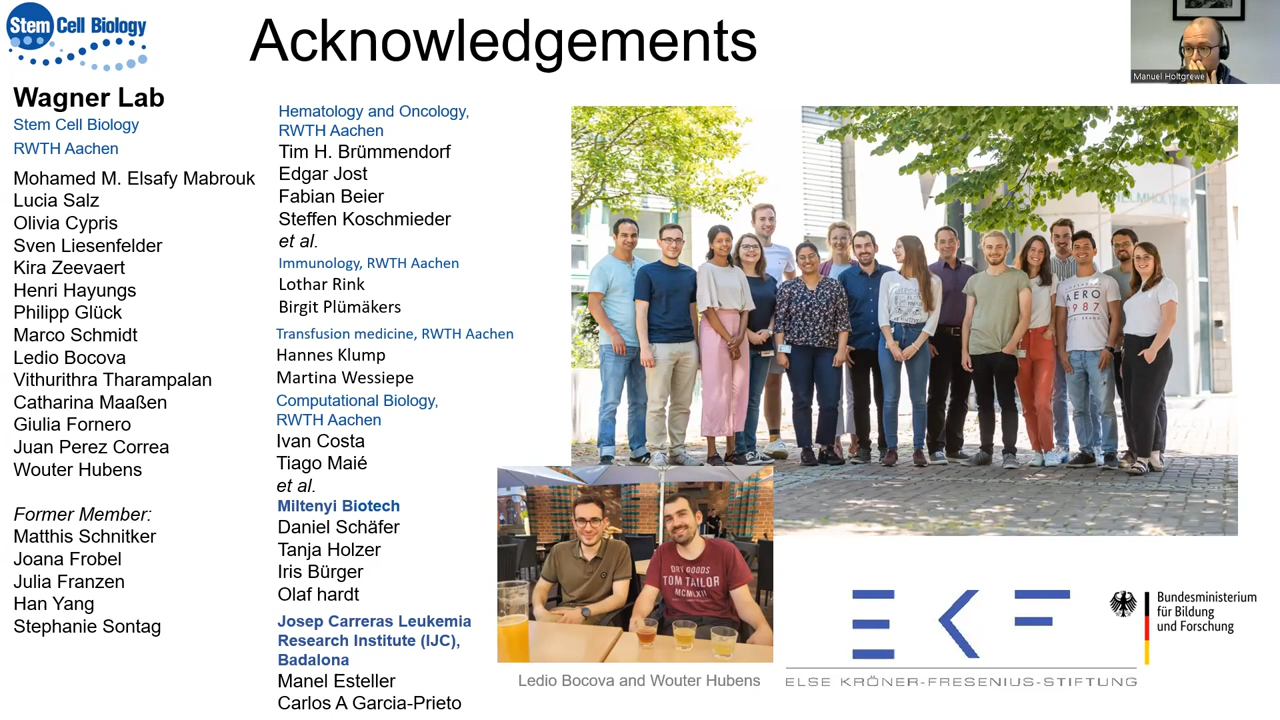 Stem Cell Biology
Acknowledgements
Manuel Holtgrewe
Wagner Lab
Stem Cell Biology
RWTH Aachen
Mohamed M. Elsafy Mabrouk
Lucia Salz
Olivia Cypris
Sven Liesenfelder
Kira Zeevaert
Henri Hayungs
Philipp Glück
Marco Schmidt
Ledio Bocova
Vithurithra Tharampalan
Catharina Maaßen
Giulia Fornero
Juan Perez Correa
Wouter Hubens
Former Member:
Matthis Schnitker
Joana Frobel
Julia Franzen
Han Yang
Stephanie Sontag
Hematology and Oncology,
RWTH Aachen
Tim H. Brümmendorf
Edgar Jost
Fabian Beier
Steffen Koschmieder
et al.
Immunology, RWTH Aachen
Lothar Rink
Birgit Plümäkers
Transfusion medicine, RWTH Aachen
Hannes Klump
Martina Wessiepe
Computational Biology,
RWTH Aachen
Ivan Costa
Tiago Maié
et al.
Miltenyi Biotech
Daniel Schäfer
Tanja Holzer
Iris Bürger
Olaf hardt
Josep Carreras Leukemia
Research Institute (IJC),
Badalona
Manel Esteller
Carlos A Garcia-Prieto
AERO
1987
DRY GOODS
TOM TAILOR
MCMLXII
Ledio Bocova and Wouter Hubens
EKF
ELSE KRÖNER-FRESENIUS-STIFTUNG
Bundesministerium
für Bildung
und Forschung